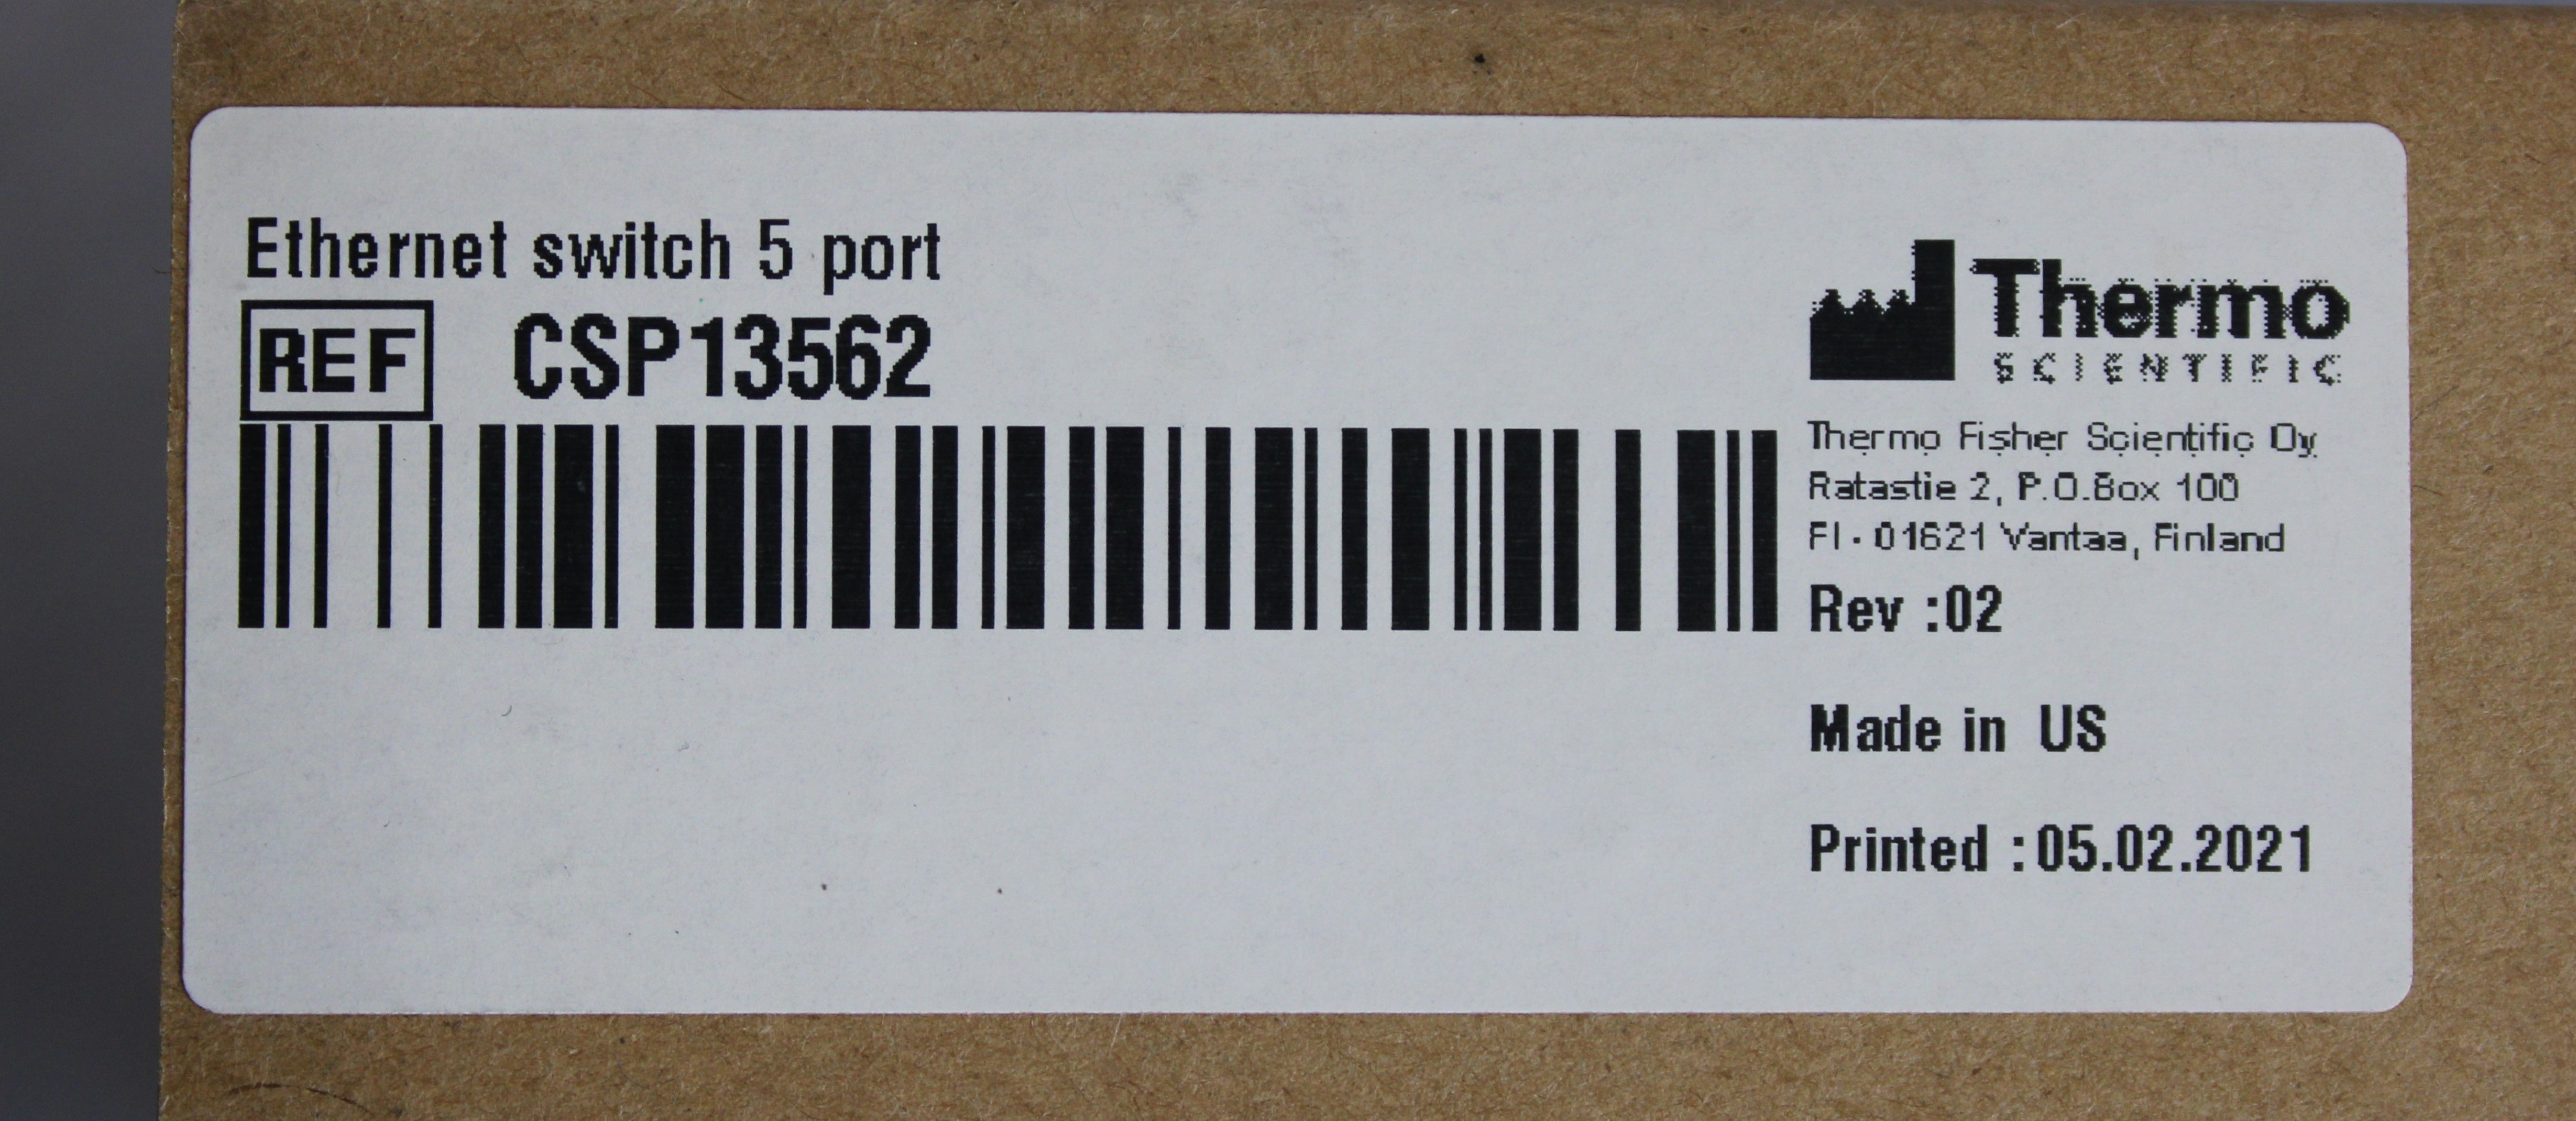 Ethernet switch 5 port
REF CSP13562
Thermo
SCIENTIFIC
Thermo Fisher Scientific Oy
Ratastie 2, P.O.Box 100
FI - 01621 Vantaa, Finland
Rev :02
Made in US
Printed :05.02.2021